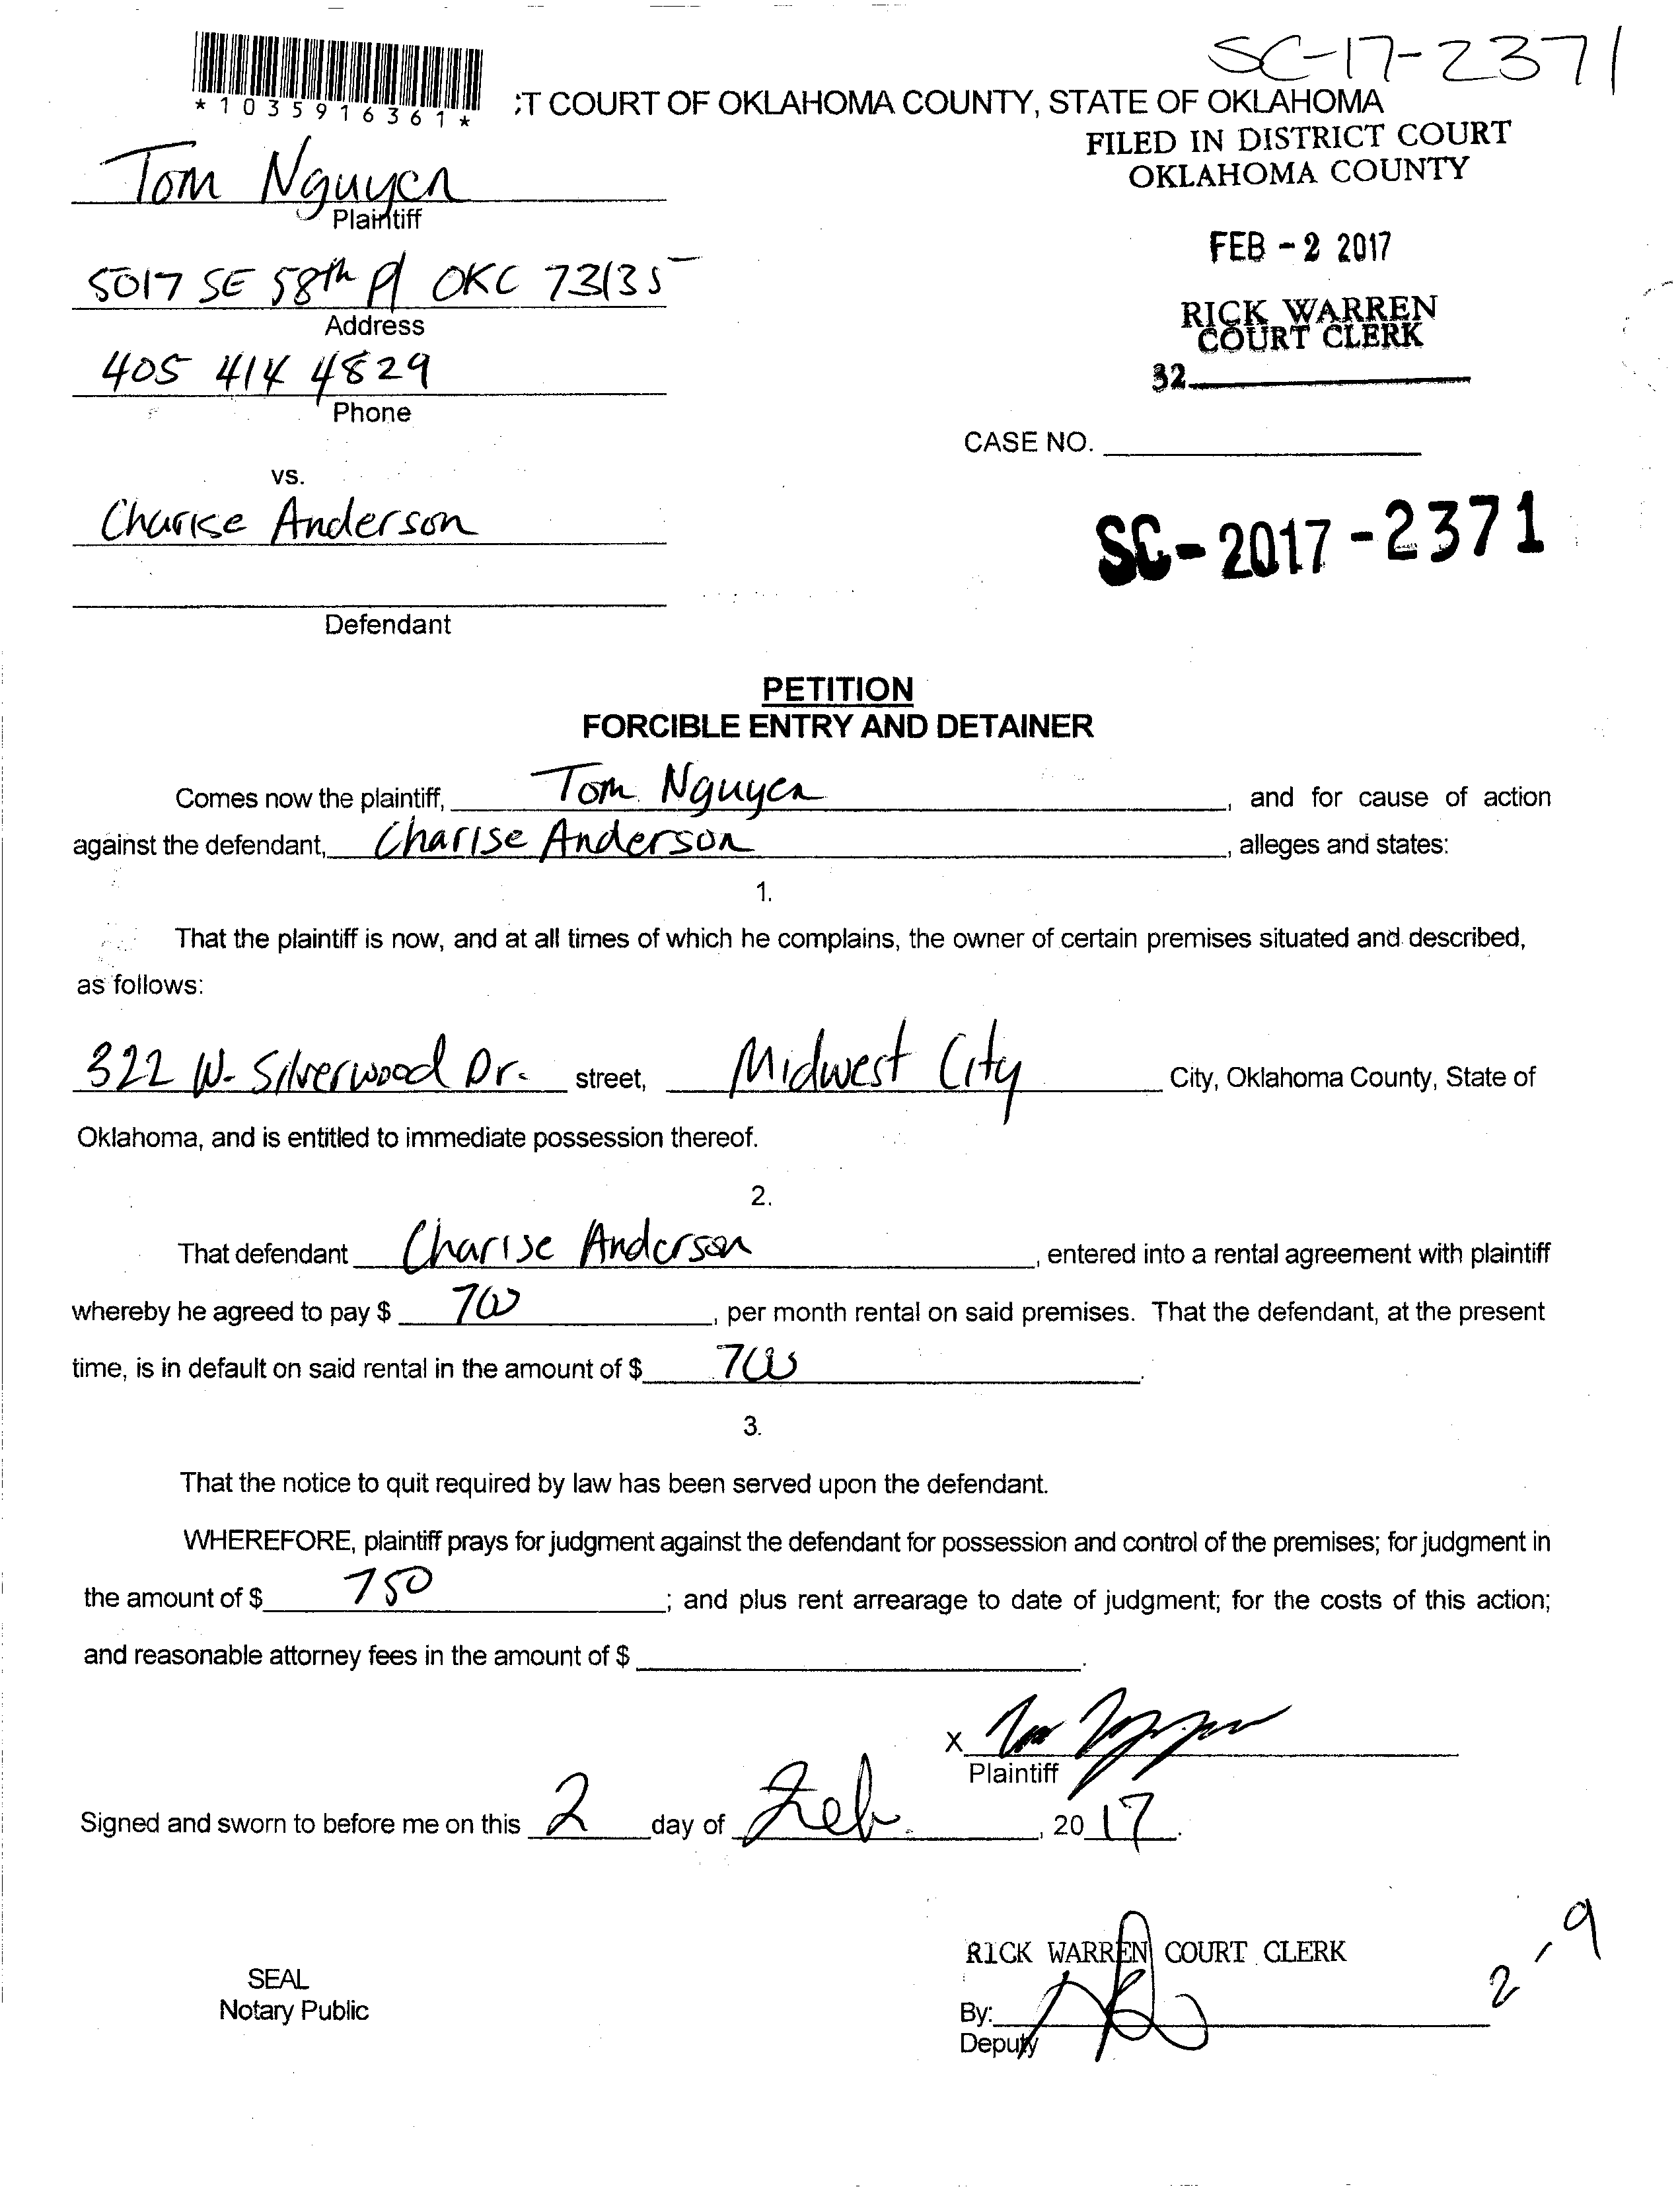 SC-17-2371
*1035916361*
T COURT OF OKLAHOMA COUNTY, STATE OF OKLAHOMA
FILED IN DISTRICT COURT
OKLAHOMA COUNTY
Tom Nguyen
Plaintiff
FEB - 2 2017
5017 SE 58th Pl OKC 73135
Address
RICK WARREN
COURT CLERK
405 414 4829
32
Phone
CASE NO.
vs.
Charise Anderson
SC-2017-2371
Defendant
PETITION
FORCIBLE ENTRY AND DETAINER
Comes now the plaintiff, Tom Nguyen, and for cause of action
against the defendant, Charise Anderson, alleges and states:
1.
That the plaintiff is now, and at all times of which he complains, the owner of certain premises situated and described,
as follows:
322 W. Silverwood Dr. street, Midwest City City, Oklahoma County, State of
Oklahoma, and is entitled to immediate possession thereof.
2.
That defendant Charise Anderson, entered into a rental agreement with plaintiff
whereby he agreed to pay $ 700, per month rental on said premises. That the defendant, at the present
time, is in default on said rental in the amount of $ 700.
3.
That the notice to quit required by law has been served upon the defendant.
WHEREFORE, plaintiff prays for judgment against the defendant for possession and control of the premises; for judgment in
the amount of $ 750; and plus rent arrearage to date of judgment; for the costs of this action;
and reasonable attorney fees in the amount of $ .
X
Plaintiff
Signed and sworn to before me on this 2 day of Feb., 2017.
RICK WARREN COURT CLERK
2-9
SEAL
Notary Public
By:
Deputy